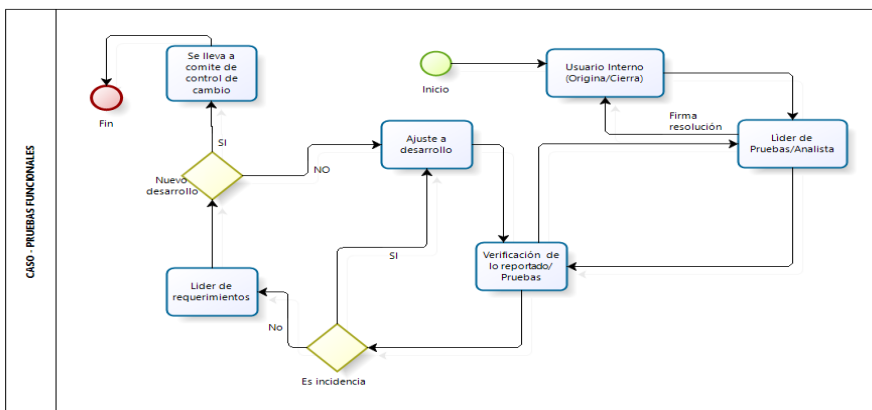 CASO - PRUEBAS FUNCIONALES
Se lleva a
comite de
control de
cambio
Fin
Inicio
Usuario Interno
(Origina/Cierra)
Firma
resolución
Lìder de
Pruebas/Analista
SI
Nuevo
desarrollo
NO
Ajuste a
desarrollo
SI
Verificación de
lo reportado/
Pruebas
Lider de
requerimientos
No
Es incidencia